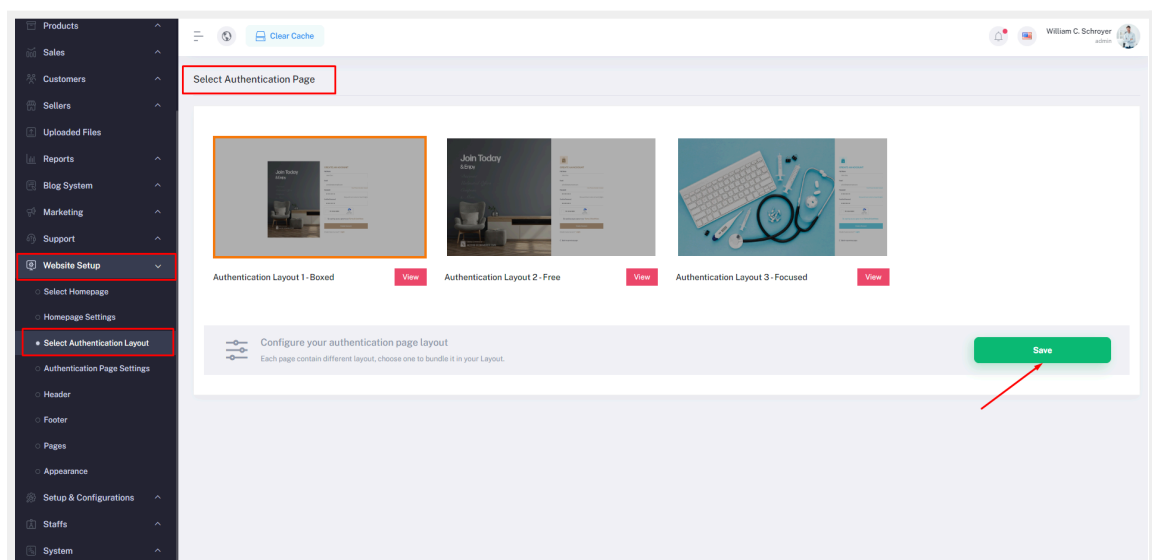 Products
Sales
Customers
Sellers
Uploaded Files
Reports
Blog System
Marketing
Support
Website Setup
Select Homepage
Homepage Settings
Select Authentication Layout
Authentication Page Settings
Header
Footer
Pages
Appearance
Setup & Configurations
Staffs
System
Clear Cache
William C. Schroyer
admin
Select Authentication Page
Join Today
Join Today
& Enjoy
Authentication Layout 1 - Boxed
View
Authentication Layout 2 - Free
View
Authentication Layout 3 - Focused
View
Configure your authentication page layout
Each page contain different layout, choose one to bundle it in your Layout.
Save